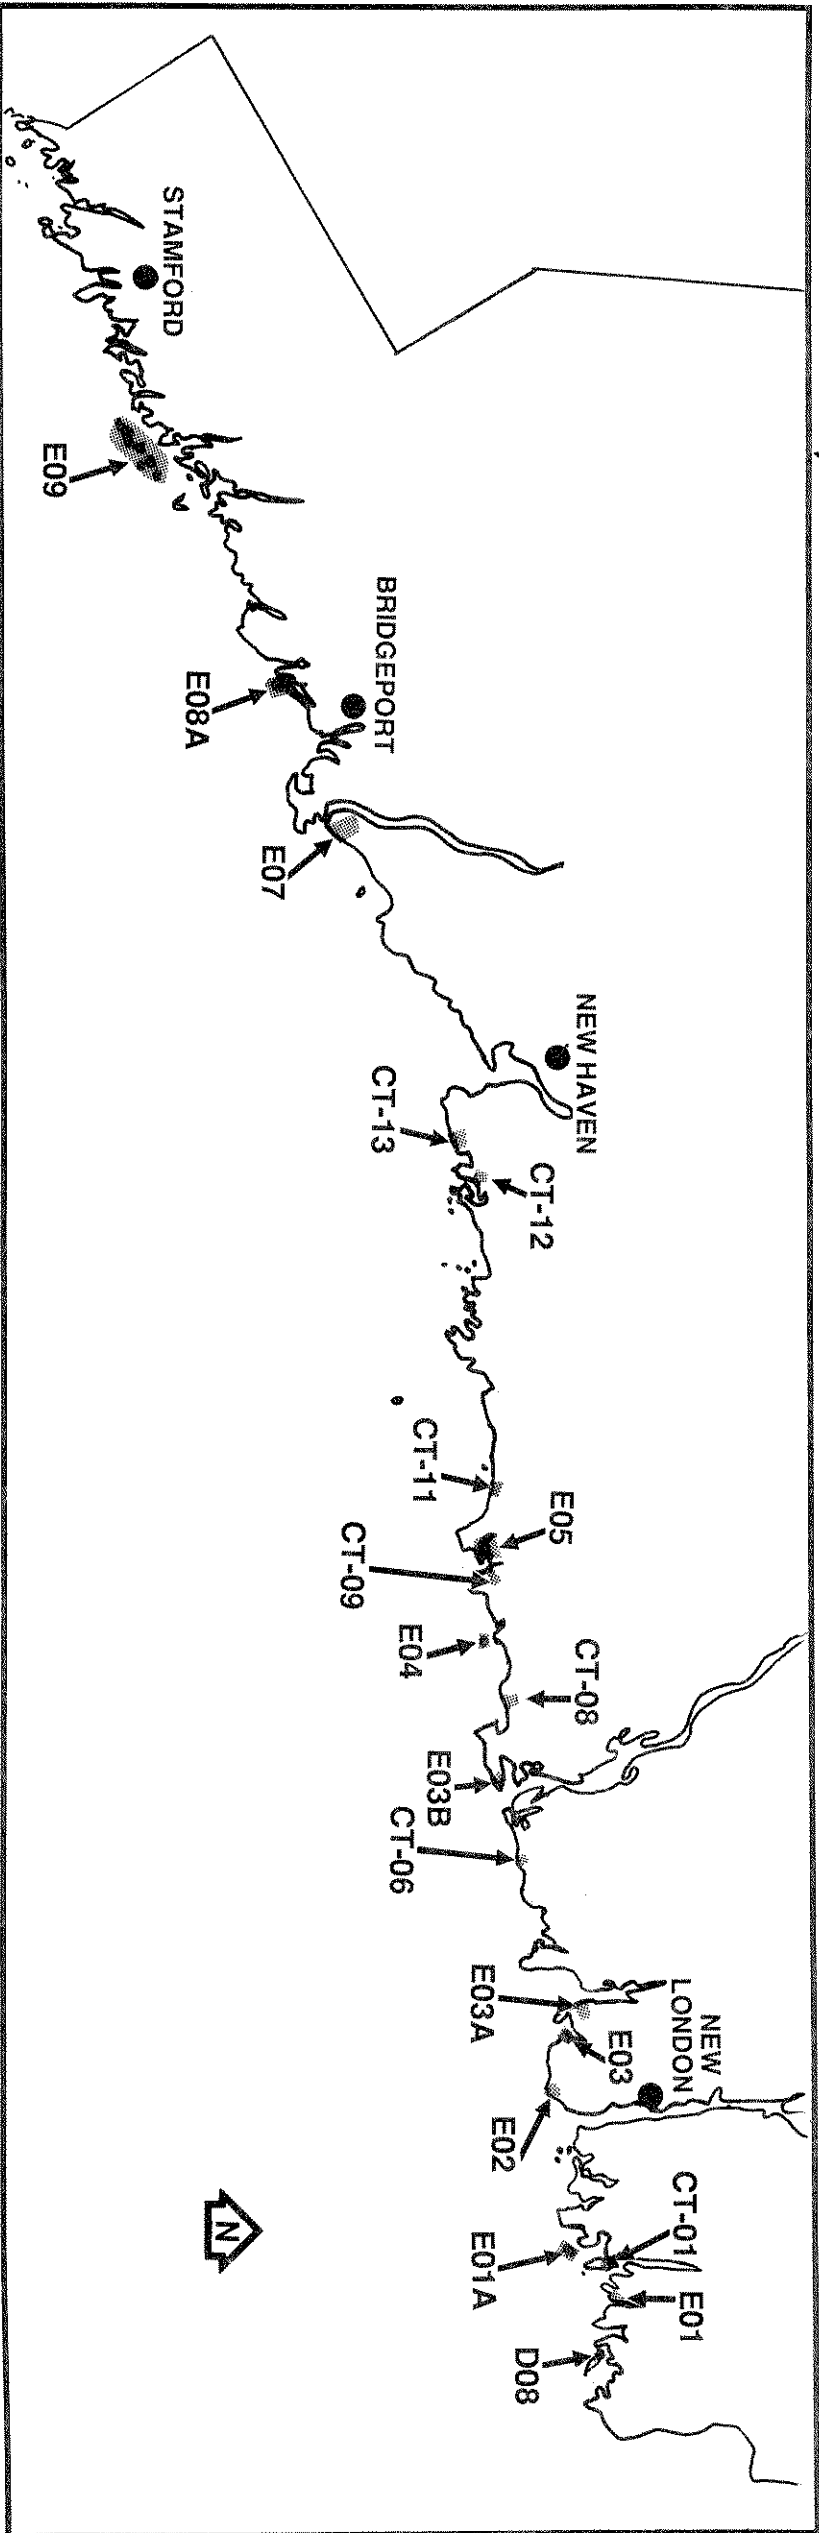 STAMFORD
E09
BRIDGEPORT
E08A
E07
NEW HAVEN
CT-13
CT-12
CT-11
E05
CT-09
E04
CT-08
E03B
CT-06
NEW
LONDON
E03A
E03
E02
CT-01
E01A
E01
D08
N